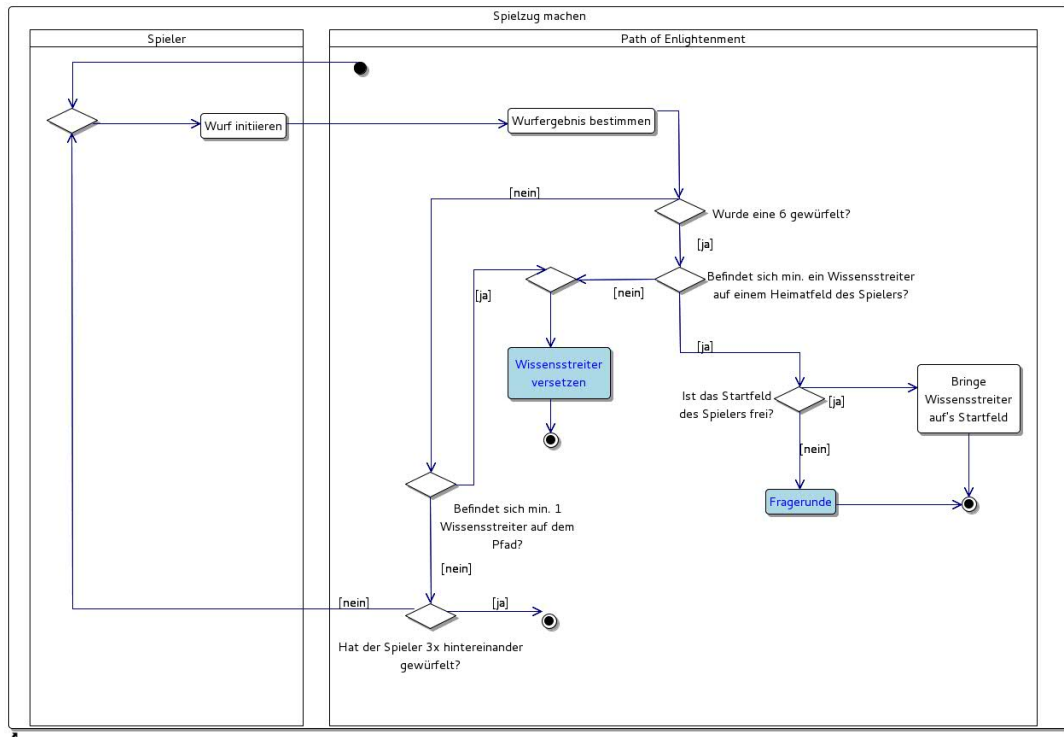 Spielzug machen
Spieler
Path of Enlightenment
Wurf initiieren
Wurfergebnis bestimmen
[nein]
Wurde eine 6 gewürfelt?
[ja]
Befindet sich min. ein Wissensstreiter
auf einem Heimatfeld des Spielers?
[nein]
[ja]
[ja]
Wissensstreiter
versetzen
Ist das Startfeld
des Spielers frei?
[ja]
Bringe
Wissensstreiter
auf's Startfeld
[nein]
Fragerunde
Befindet sich min. 1
Wissensstreiter auf dem
Pfad?
[nein]
[nein]
[ja]
Hat der Spieler 3x hintereinander
gewürfelt?